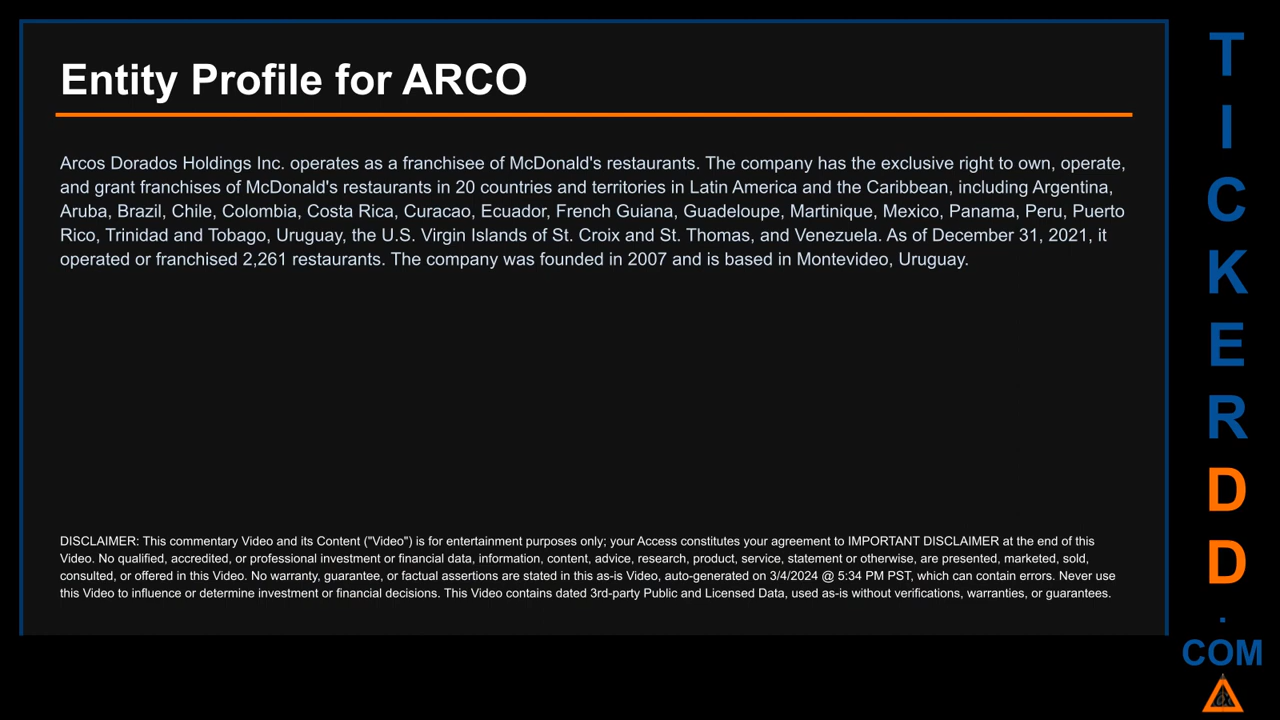 Entity Profile for ARCO
Arcos Dorados Holdings Inc. operates as a franchisee of McDonald's restaurants. The company has the exclusive right to own, operate,
and grant franchises of McDonald's restaurants in 20 countries and territories in Latin America and the Caribbean, including Argentina,
Aruba, Brazil, Chile, Colombia, Costa Rica, Curacao, Ecuador, French Guiana, Guadeloupe, Martinique, Mexico, Panama, Peru, Puerto
Rico, Trinidad and Tobago, Uruguay, the U.S. Virgin Islands of St. Croix and St. Thomas, and Venezuela. As of December 31, 2021, it
operated or franchised 2,261 restaurants. The company was founded in 2007 and is based in Montevideo, Uruguay.
DISCLAIMER: This commentary Video and its Content ("Video") is for entertainment purposes only; your Access constitutes your agreement to IMPORTANT DISCLAIMER at the end of this
Video. No qualified, accredited, or professional investment or financial data, information, content, advice, research, product, service, statement or otherwise, are presented, marketed, sold,
consulted, or offered in this Video. No warranty, guarantee, or factual assertions are stated in this as-is Video, auto-generated on 3/4/2024 @ 5:34 PM PST, which can contain errors. Never use
this Video to influence or determine investment or financial decisions. This Video contains dated 3rd-party Public and Licensed Data, used as-is without verifications, warranties, or guarantees.
T
I
C
K
E
R
D
D
.
COM